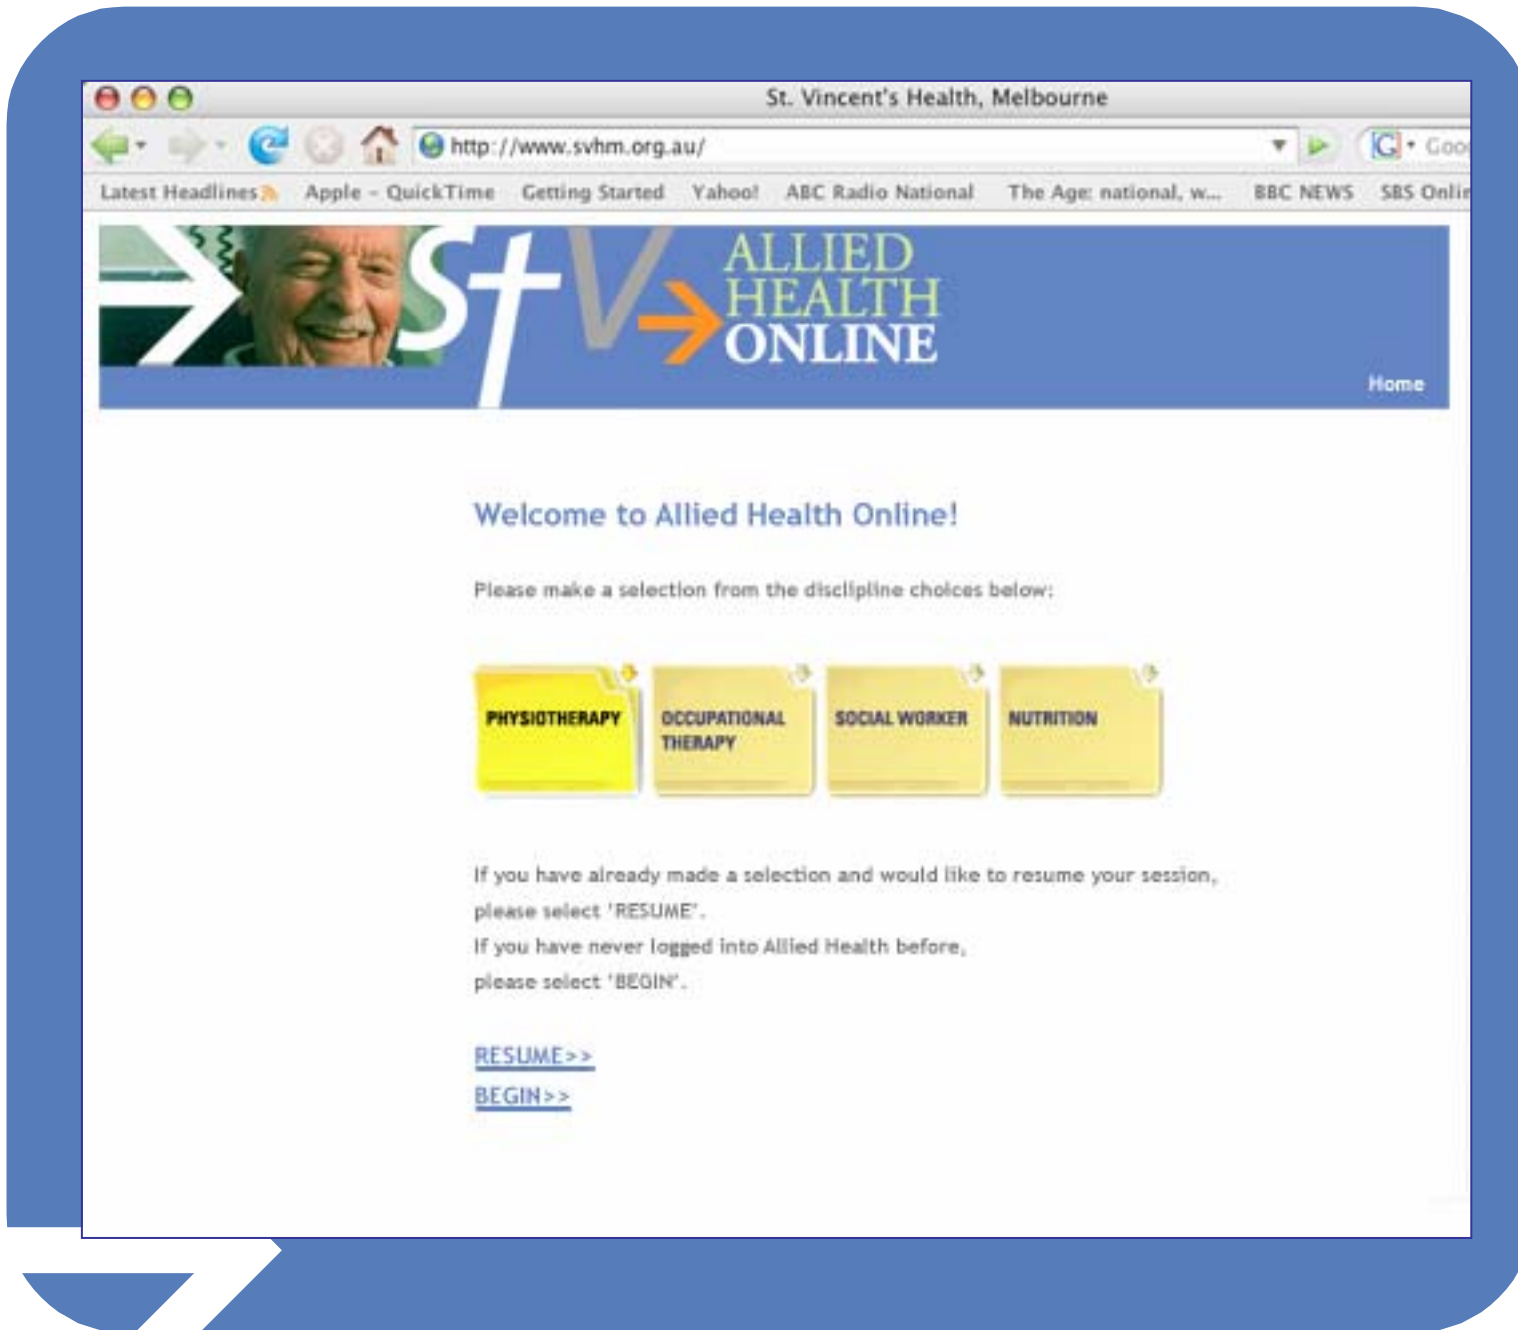 St. Vincent's Health, Melbourne
http://www.svhm.org.au/
G
Latest Headlines Apple - QuickTime Getting Started Yahoo! ABC Radio National The Age: national, w... BBC NEWS
StV
ALLIED
HEALTH
ONLINE
Home
Welcome to Allied Health Online!
Please make a selection from the disclipline choices below:
PHYSIOTHERAPY
OCCUPATIONAL
THERAPY
SOCIAL WORKER
NUTRITION
If you have already made a selection and would like to resume your session,
please select 'RESUME'.
If you have never logged into Allied Health before,
please select 'BEGIN'.
RESUME>>
BEGIN>>